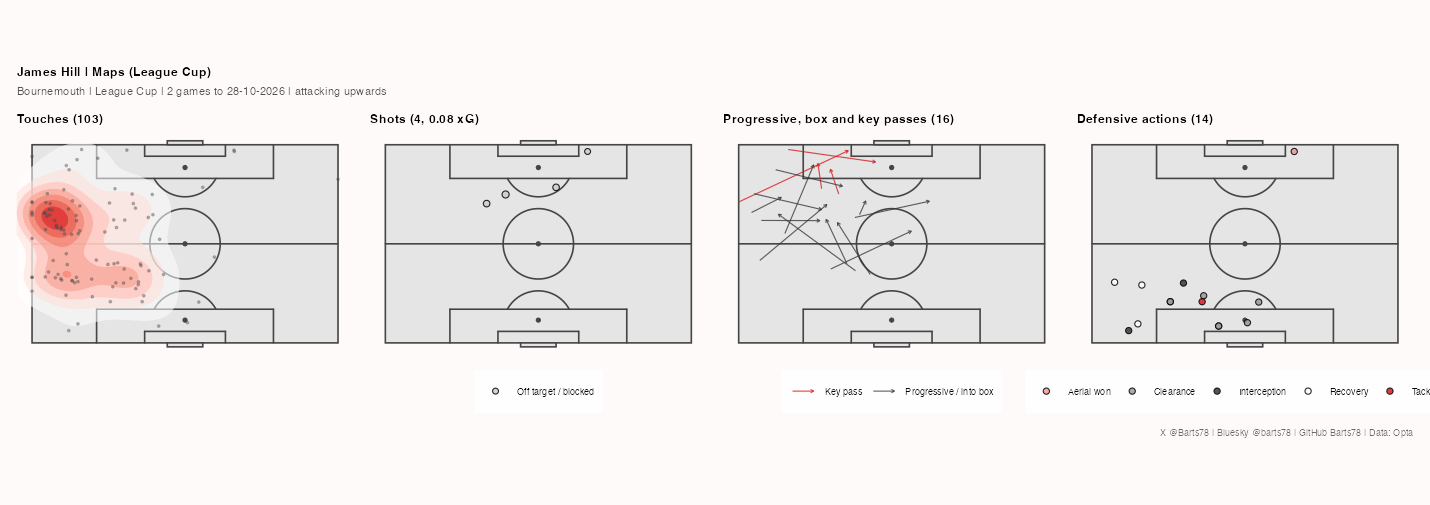 James Hill | Maps (League Cup)
Bournemouth | League Cup | 2 games to 28-10-2026 | attacking upwards
Touches (103)
Shots (4, 0.08 xG)
Progressive, box and key passes (16)
Defensive actions (14)
Off target / blocked
Key pass
Progressive / into box
Aerial won
Clearance
Interception
Recovery
Tack
X @Barts78 | Bluesky @barts78 | GitHub Barts78 | Data: Opta